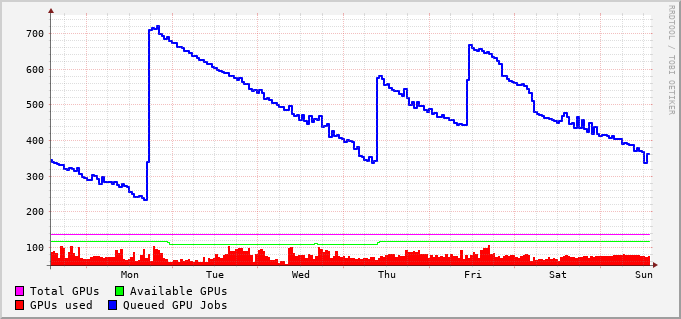 700
600
500
400
300
200
100
Mon Tue Wed Thu Fri Sat Sun
Total GPUs Available GPUs
GPUs used Queued GPU Jobs
RRDTOOL / TOBI OETIKER